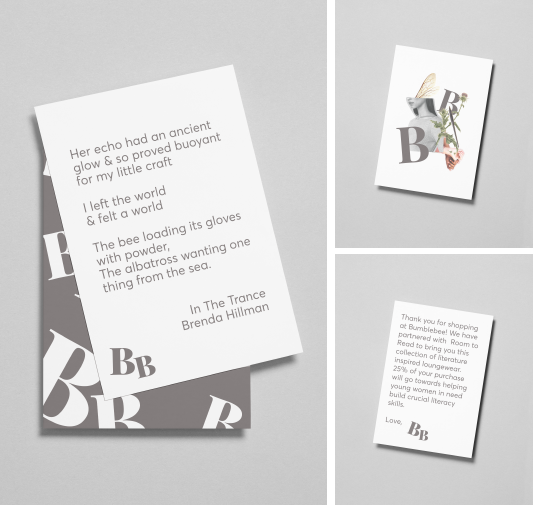 Her echo had an ancient
glow & so proved buoyant
for my little craft
I left the world
& felt a world
The bee loading its gloves
with powder,
The albatross wanting one
thing from the sea.
In The Trance
Brenda Hillman
BB
B
B
B
B
B
B
B
Thank you for shopping
at Bumblebee! We have
partnered with Room to
Read to bring you this
collection of literature
inspired loungewear.
25% of your purchase
will go towards helping
young women in need
build crucial literacy
skills.
Love,
BB